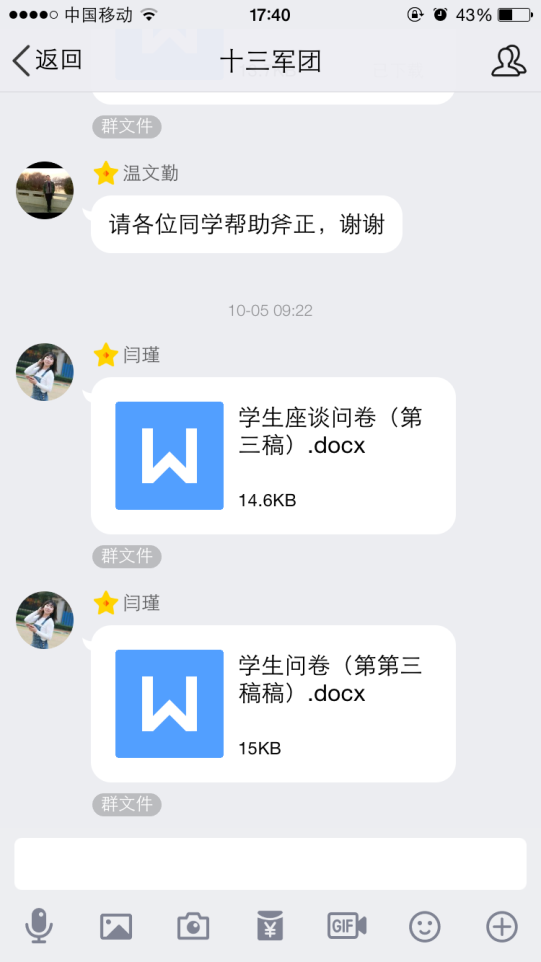 中国移动
17:40
43%
返回
十三军团
群文件
温文勤
请各位同学帮助斧正，谢谢
10-05 09:22
闫瑾
学生座谈问卷（第
三稿）.docx
14.6KB
群文件
闫瑾
学生问卷（第第三
稿稿）.docx
15KB
群文件
GIF